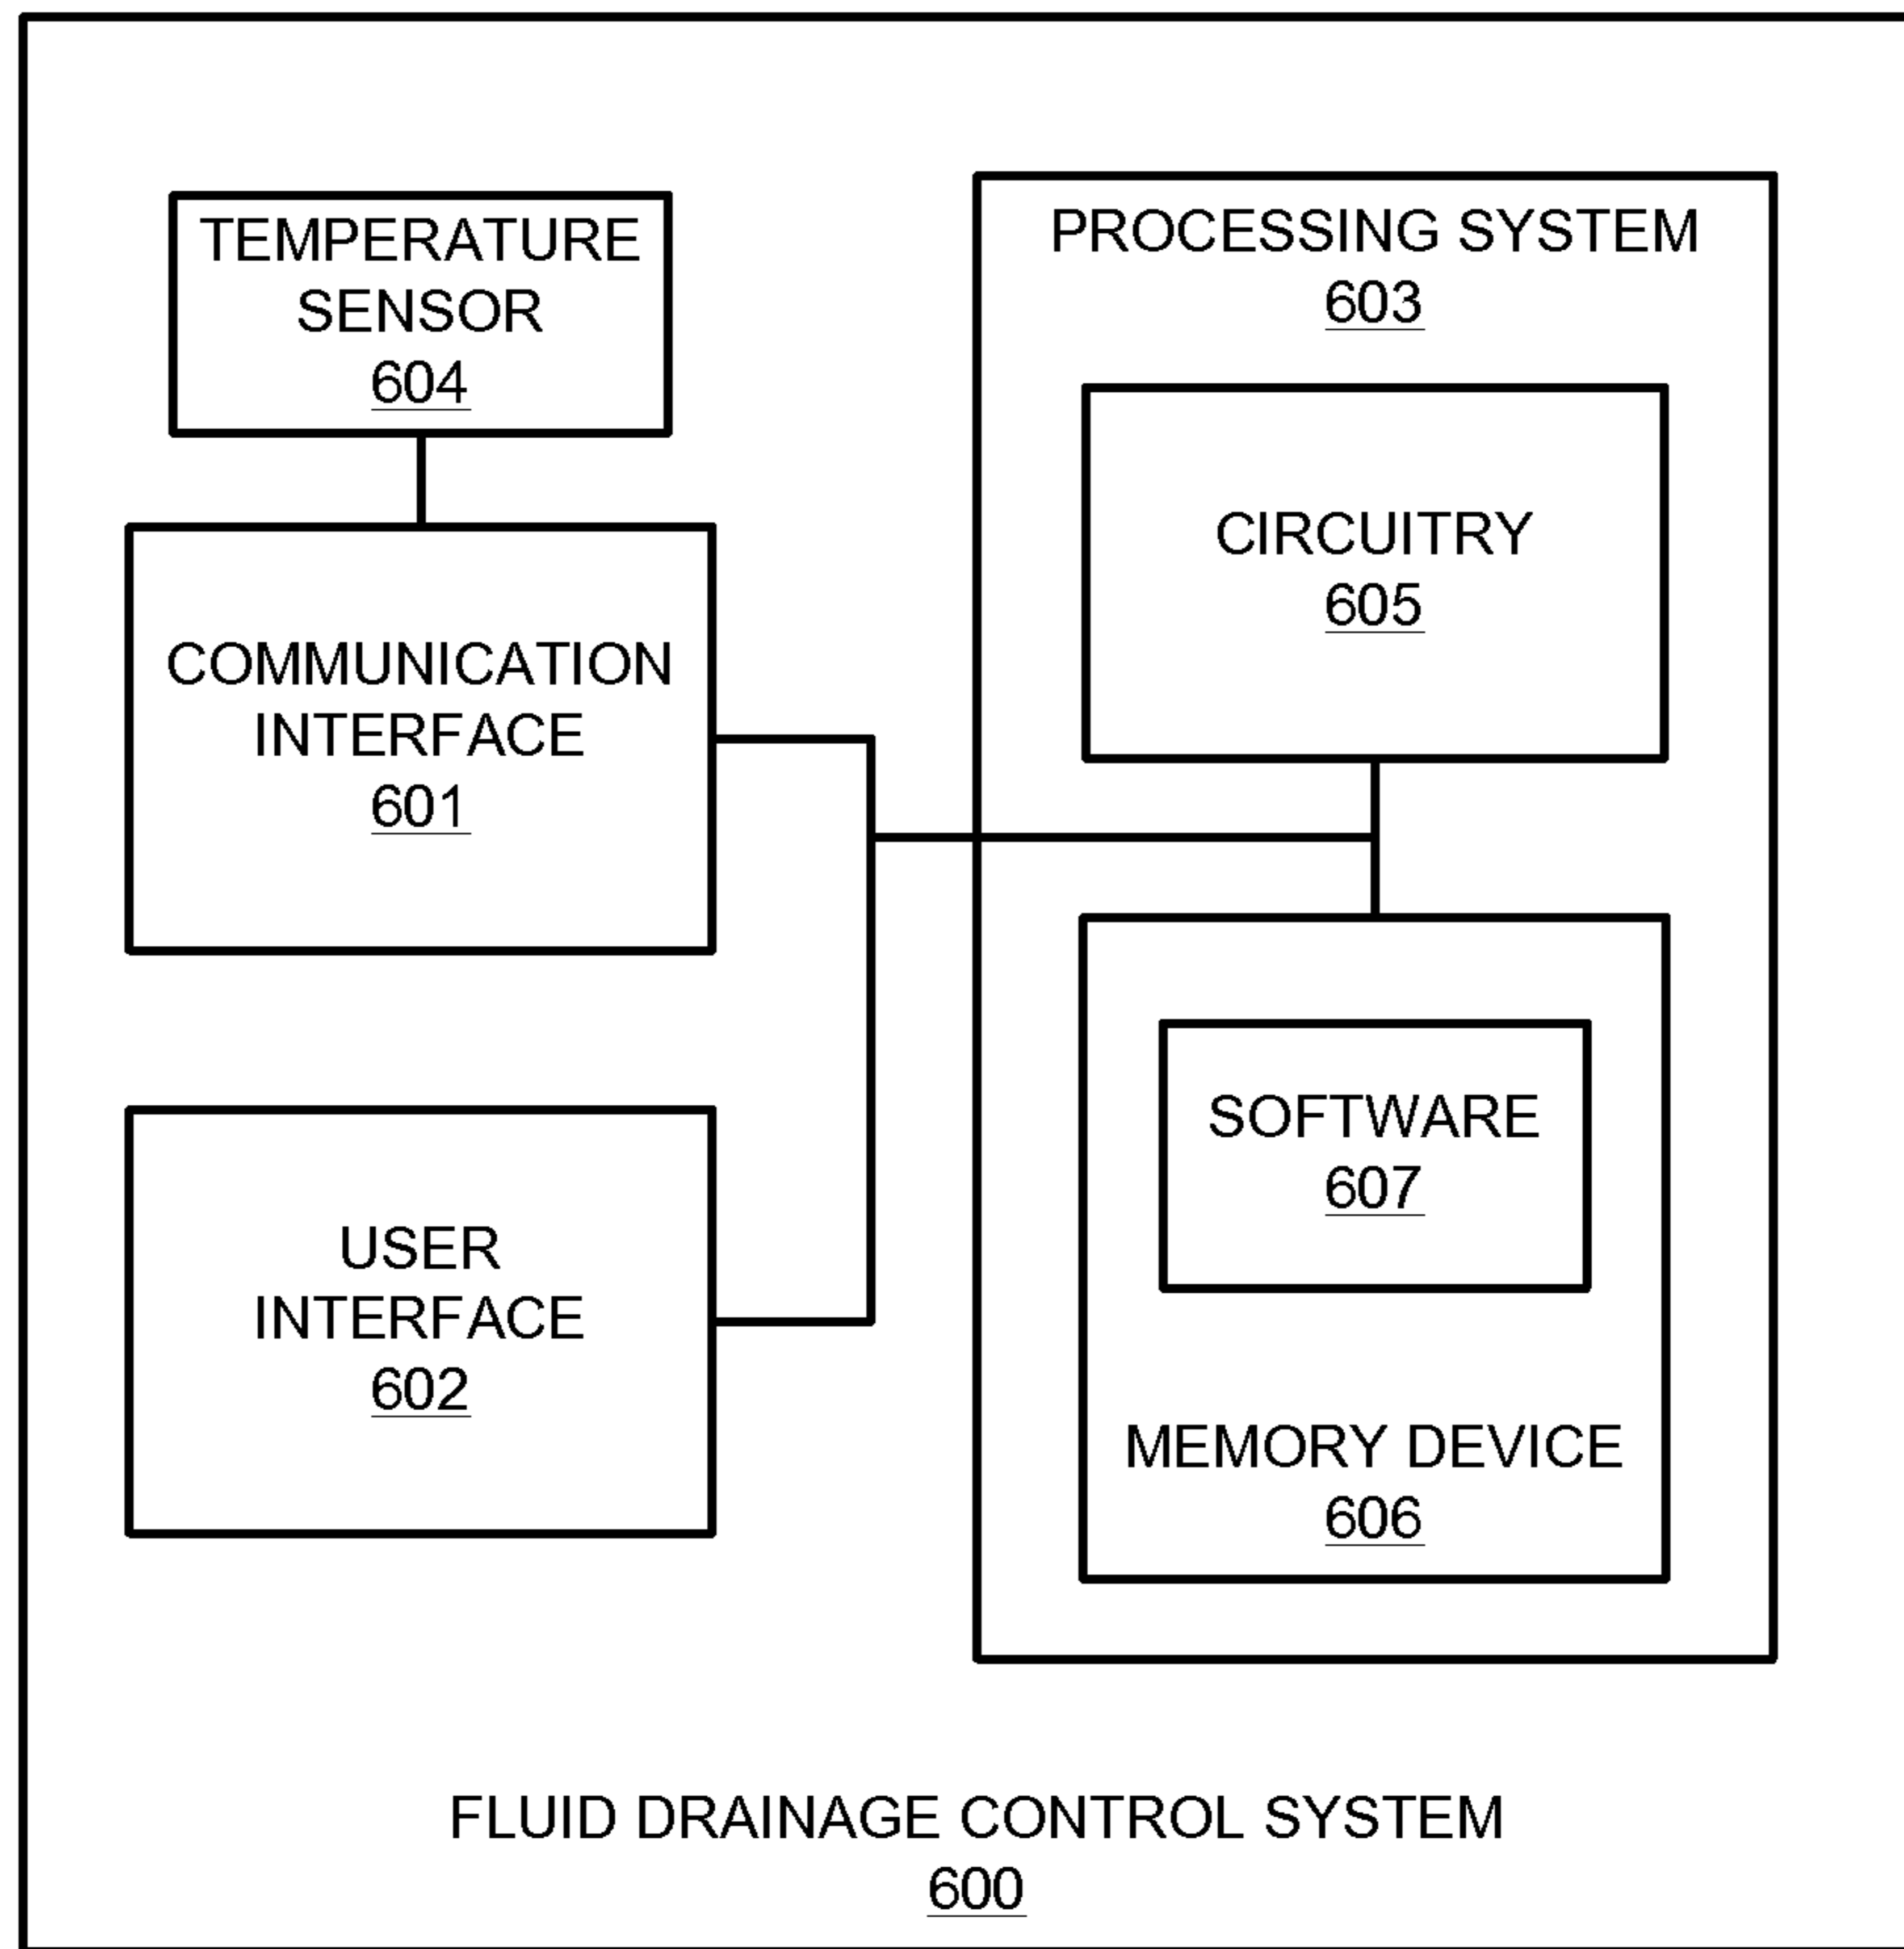 TEMPERATURE
SENSOR
604
COMMUNICATION
INTERFACE
601
USER
INTERFACE
602
PROCESSING SYSTEM
603
CIRCUITRY
605
SOFTWARE
607
MEMORY DEVICE
606
FLUID DRAINAGE CONTROL SYSTEM
600